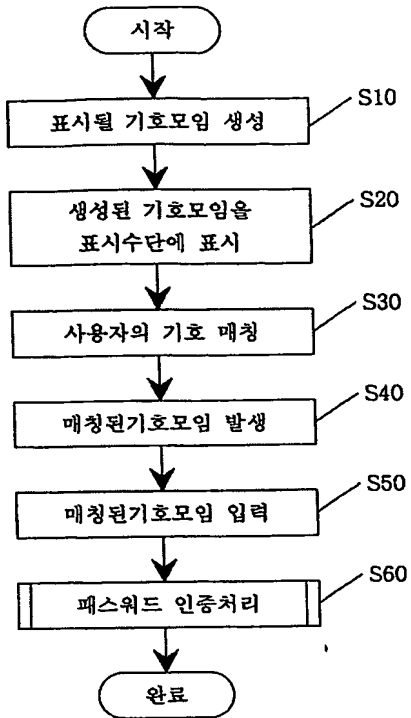 시작
표시될 기호모임 생성
S10
생성된 기호모임을
표시수단에 표시
S20
사용자의 기호 매칭
S30
매칭된기호모임 발생
S40
매칭된기호모임 입력
S50
패스워드 인증처리
S60
완료